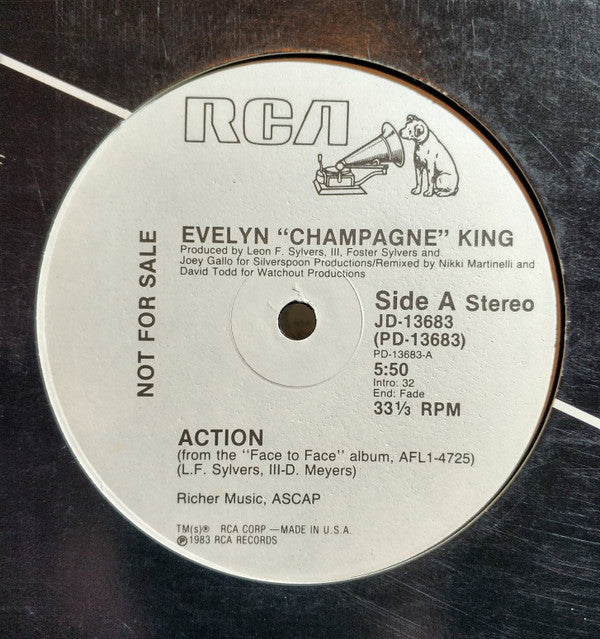 RCA
NOT FOR SALE
EVELYN "CHAMPAGNE" KING
Produced by Leon F. Sylvers, III, Foster Sylvers and
Joey Gallo for Silverspoon Productions/Remixed by Nikki Martinelli and
David Todd for Watchout Productions
Side A Stereo
JD-13683
(PD-13683)
PD-13683-A
5:50
Intro: 32
End: Fade
33⅓ RPM
ACTION
(from the "Face to Face" album, AFL1-4725)
(L.F. Sylvers, III-D. Meyers)
Richer Music, ASCAP
TM(s)® RCA CORP.—MADE IN U.S.A.
℗1983 RCA RECORDS